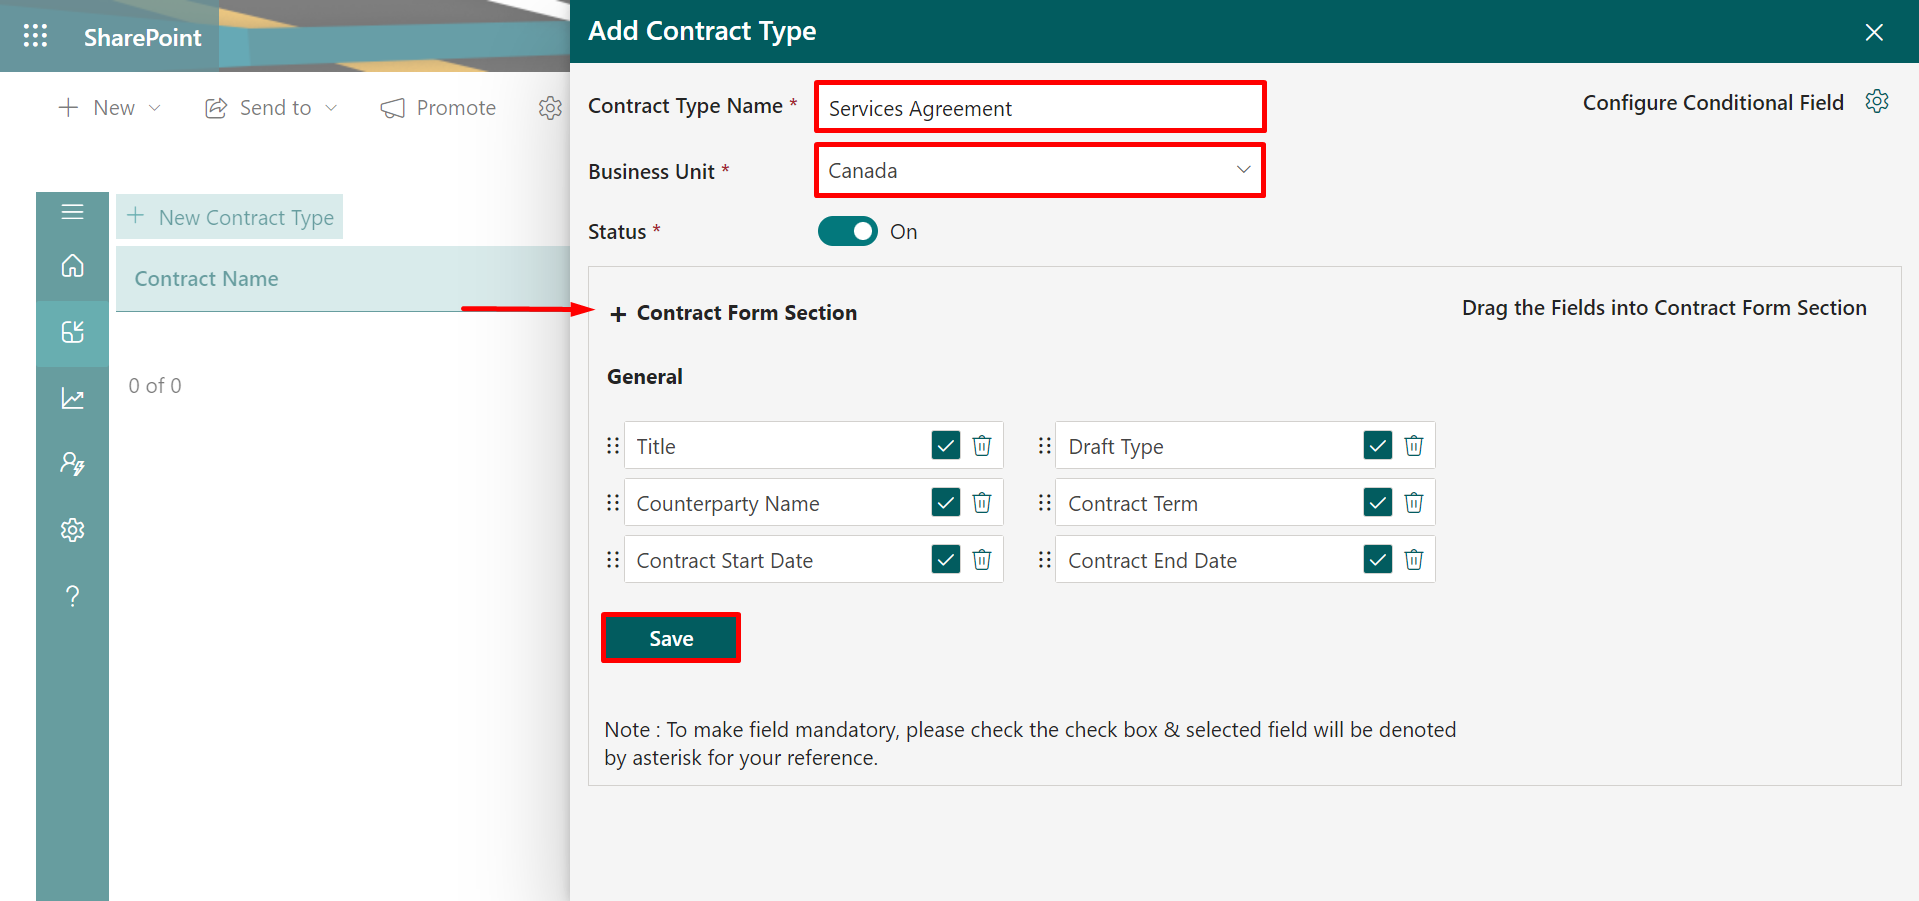 SharePoint
New
Send to
Promote
New Contract Type
Contract Name
0 of 0
Add Contract Type
Contract Type Name *
Services Agreement
Configure Conditional Field
Business Unit *
Canada
Status *
On
+ Contract Form Section
Drag the Fields into Contract Form Section
General
Title
Draft Type
Counterparty Name
Contract Term
Contract Start Date
Contract End Date
Save
Note : To make field mandatory, please check the check box & selected field will be denoted
by asterisk for your reference.